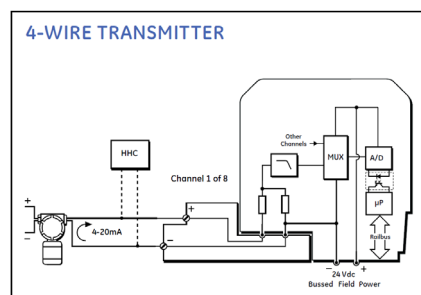 4-WIRE TRANSMITTER
HHC
Channel 1 of 8
Other
Channels
MUX
A/D
µP
Railbus
+
−
4-20mA
+
−
− 24 Vdc +
Bussed Field Power